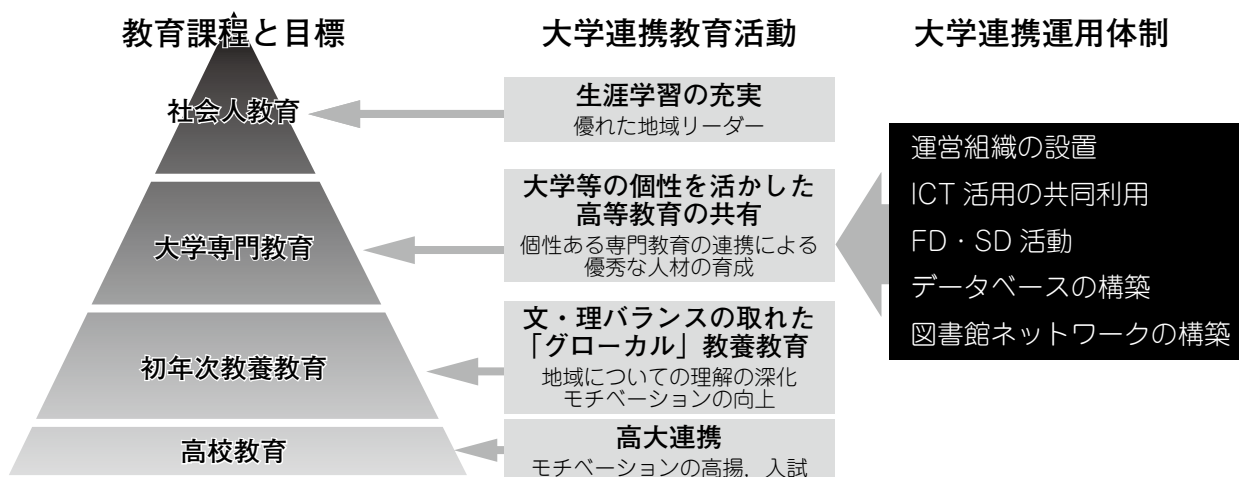 教育課程と目標
社会人教育
大学専門教育
初年次教養教育
高校教育
大学連携教育活動
生涯学習の充実
優れた地域リーダー
大学等の個性を活かした
高等教育の共有
個性ある専門教育の連携による
優秀な人材の育成
文・理バランスの取れた
「グローカル」教養教育
地域についての理解の深化
モチベーションの向上
高大連携
モチベーションの高揚，入試
大学連携運用体制
運営組織の設置
ICT 活用の共同利用
FD・SD 活動
データベースの構築
図書館ネットワークの構築